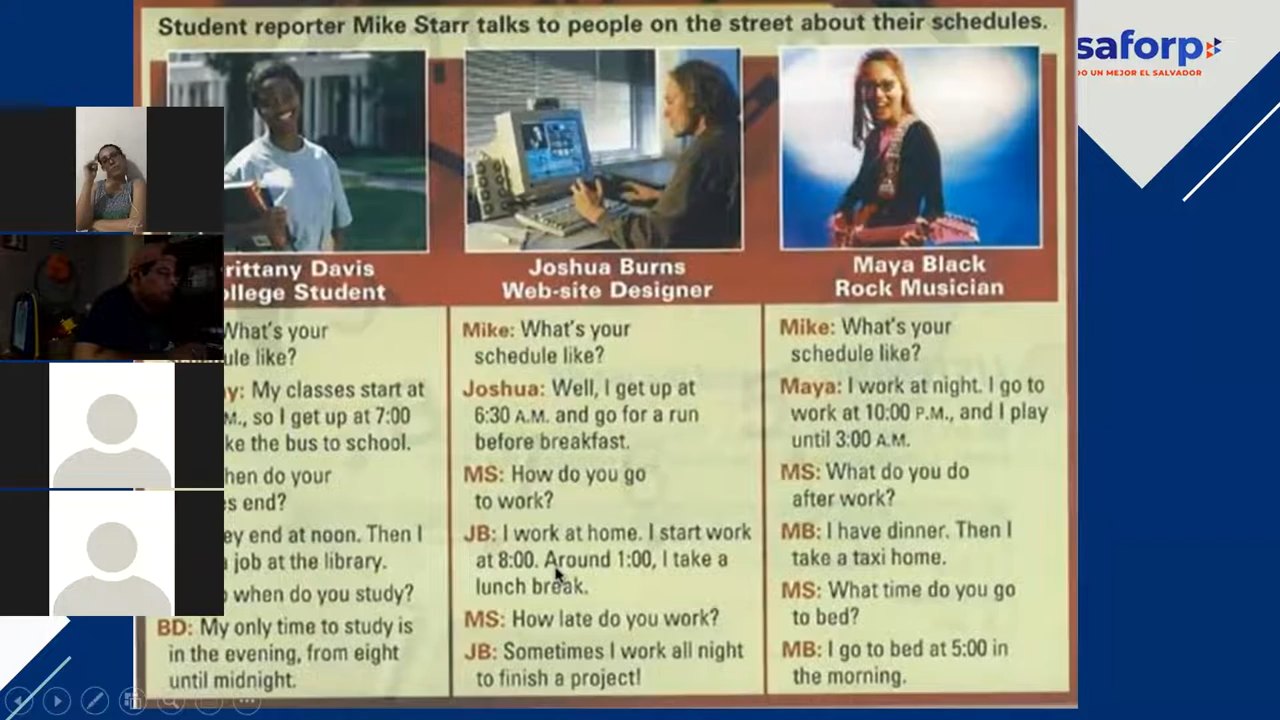 Student reporter Mike Starr talks to people on the street about their schedules.
saforp
O UN MEJOR EL SALVADOR
Davis
Student
What's your
like?
My classes start at
so I get up at 7:00
the bus to school.
do your
end?
end at noon. Then I
job at the library.
when do you study?
BD: My only time to study is
in the evening, from eight
until midnight.
Joshua Burns
Web-site Designer
Mike: What's your
schedule like?
Joshua: Well, I get up at
6:30 A.M. and go for a run
before breakfast.
MS: How do you go
to work?
JB: I work at home. I start work
at 8:00. Around 1:00, I take a
lunch break.
MS: How late do you work?
JB: Sometimes I work all night
to finish a project!
Maya Black
Rock Musician
Mike: What's your
schedule like?
Maya: I work at night. I go to
work at 10:00 P.M., and I play
until 3:00 A.M.
MS: What do you do
after work?
MB: I have dinner. Then I
take a taxi home.
MS: What time do you go
to bed?
MB: I go to bed at 5:00 in
the morning.